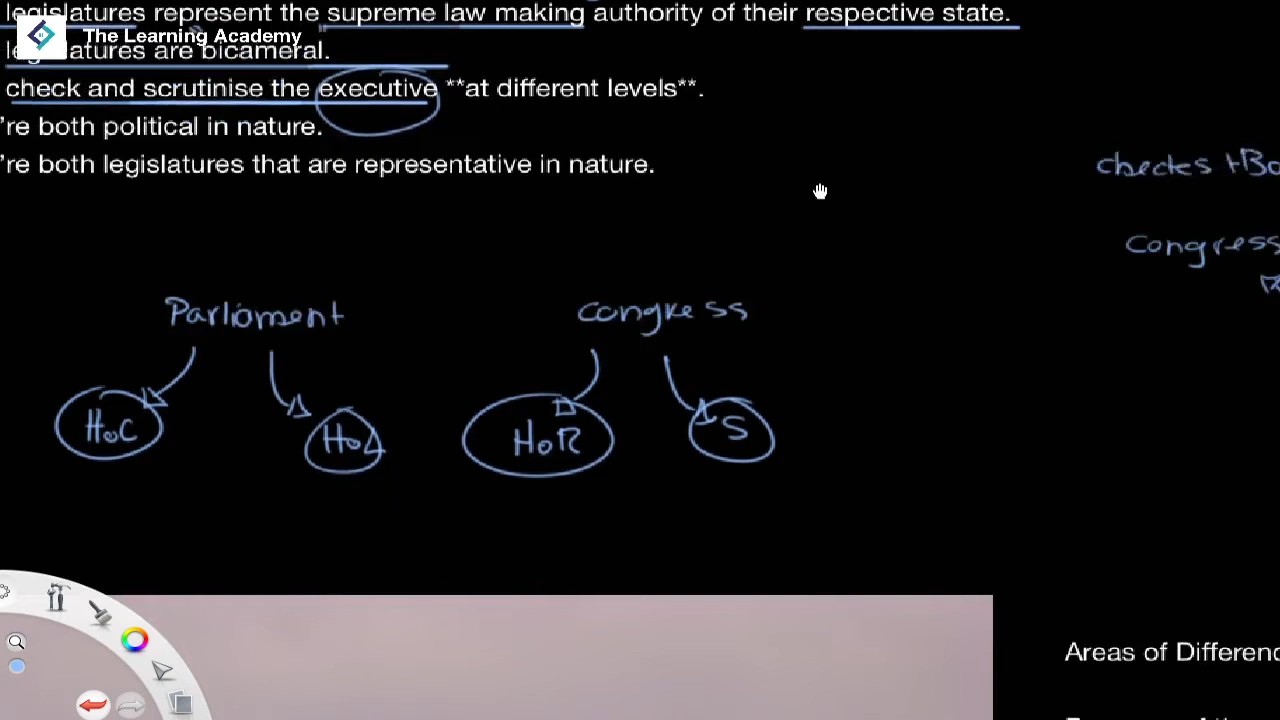 legislatures represent the supreme law making authority of their respective state.
The Learning Academy
legislatures are bicameral.
check and scrutinise the executive **at different levels**.
're both political in nature.
're both legislatures that are representative in nature.
checks +
Congress
Parliament
congress
HoC
HoL
HoR
S
Areas of Differenc